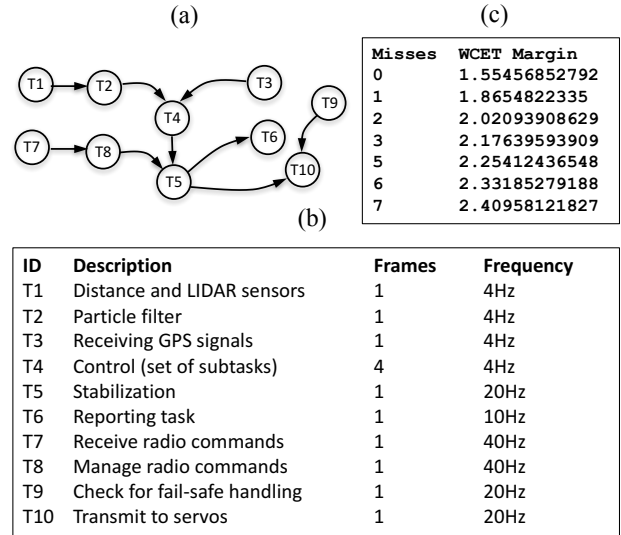 (a)
T1
T2
T3
T4
T9
T7
T8
T6
T5
T10
(c)
Misses WCET Margin
0 1.55456852792
1 1.8654822335
2 2.02093908629
3 2.17639593909
5 2.25412436548
6 2.33185279188
7 2.40958121827
(b)
ID Description Frames Frequency
T1 Distance and LIDAR sensors 1 4Hz
T2 Particle filter 1 4Hz
T3 Receiving GPS signals 1 4Hz
T4 Control (set of subtasks) 4 4Hz
T5 Stabilization 1 20Hz
T6 Reporting task 1 10Hz
T7 Receive radio commands 1 40Hz
T8 Manage radio commands 1 40Hz
T9 Check for fail-safe handling 1 20Hz
T10 Transmit to servos 1 20Hz